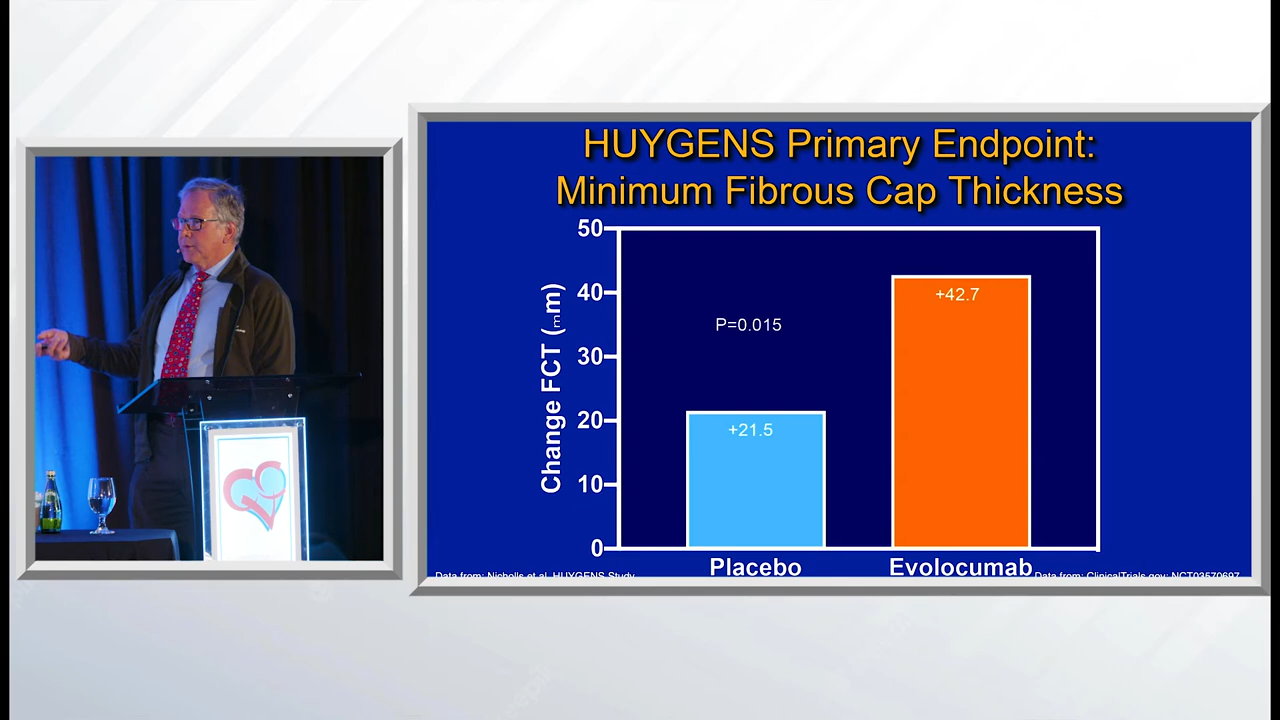 HUYGENS Primary Endpoint:
Minimum Fibrous Cap Thickness
50
40
30
20
10
0
Change FCT (mm)
P=0.015
+21.5
+42.7
Placebo
Evolocumab
Data from: Nicholls et al. HUYGENS Study
Data from: ClinicalTrials.gov: NCT03570697